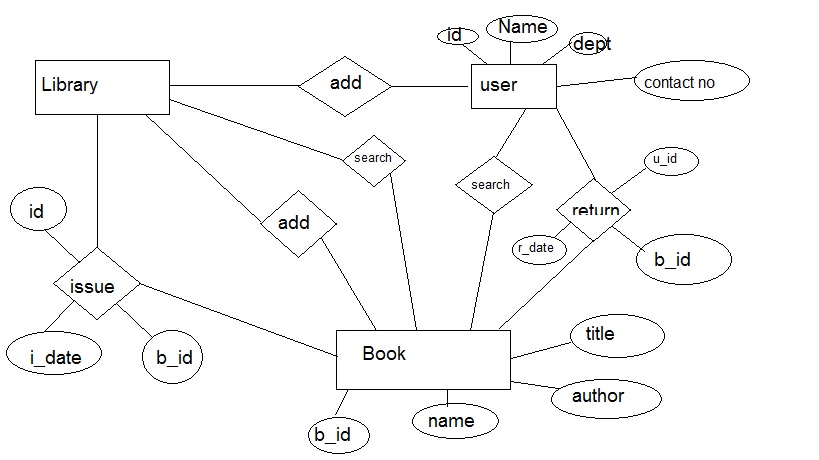 id
Name
dept
Library
add
user
contact no
search
u_id
search
id
add
return
r_date
b_id
issue
i_date
b_id
Book
title
author
b_id
name